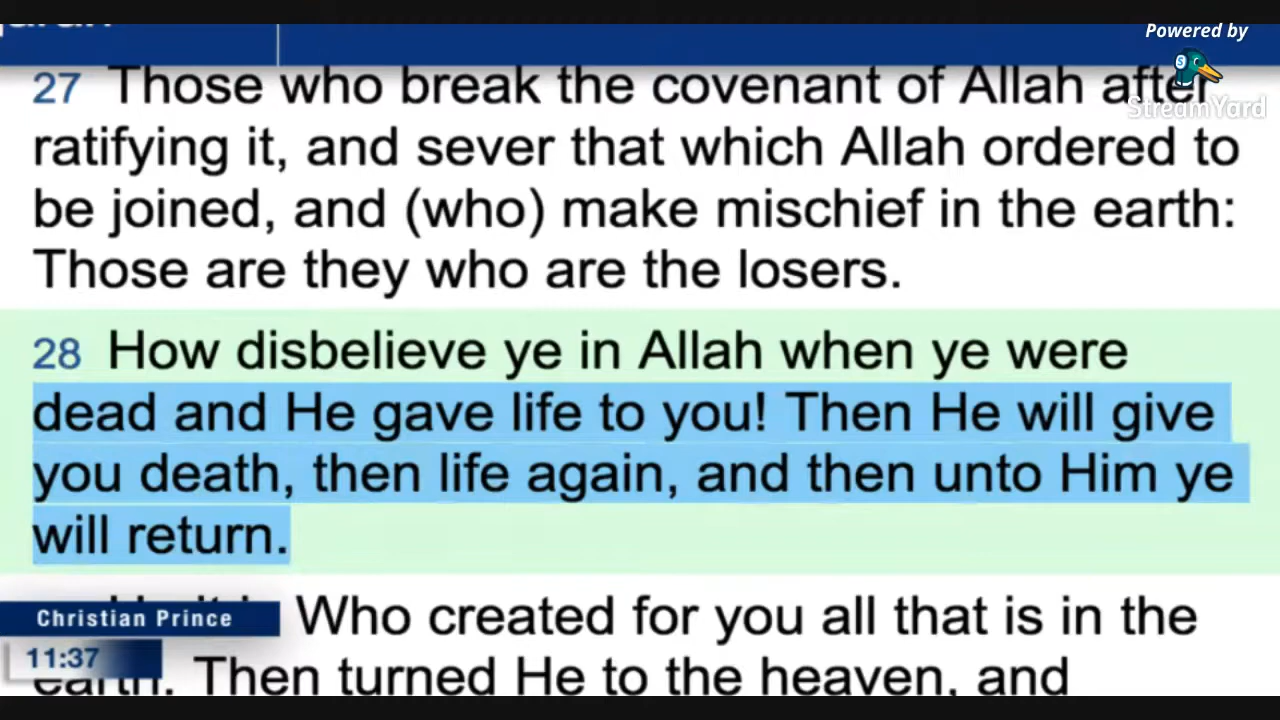 Powered by
StreamYard
27 Those who break the covenant of Allah after
ratifying it, and sever that which Allah ordered to
be joined, and (who) make mischief in the earth:
Those are they who are the losers.
28 How disbelieve ye in Allah when ye were
dead and He gave life to you! Then He will give
you death, then life again, and then unto Him ye
will return.
Who created for you all that is in the
earth. Then turned He to the heaven, and
Christian Prince
11:37